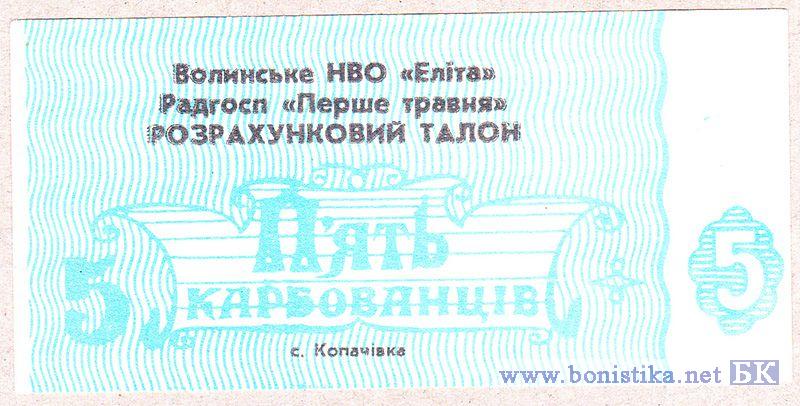 Волинське НВО «Еліта»
Радгосп «Перше травня»
РОЗРАХУНКОВИЙ ТАЛОН
П'ЯТЬ
5 КАРБОВАНЦІВ
5
с. Копачівка
www.bonistika.net БК